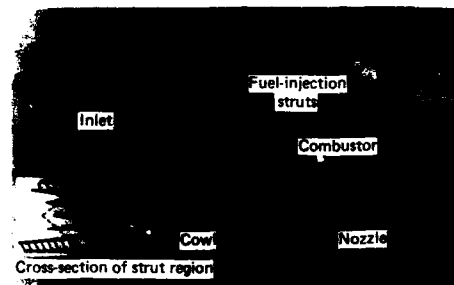 Fuel-injection
struts
Inlet
Combustor
Cowl
Nozzle
Cross-section of strut region